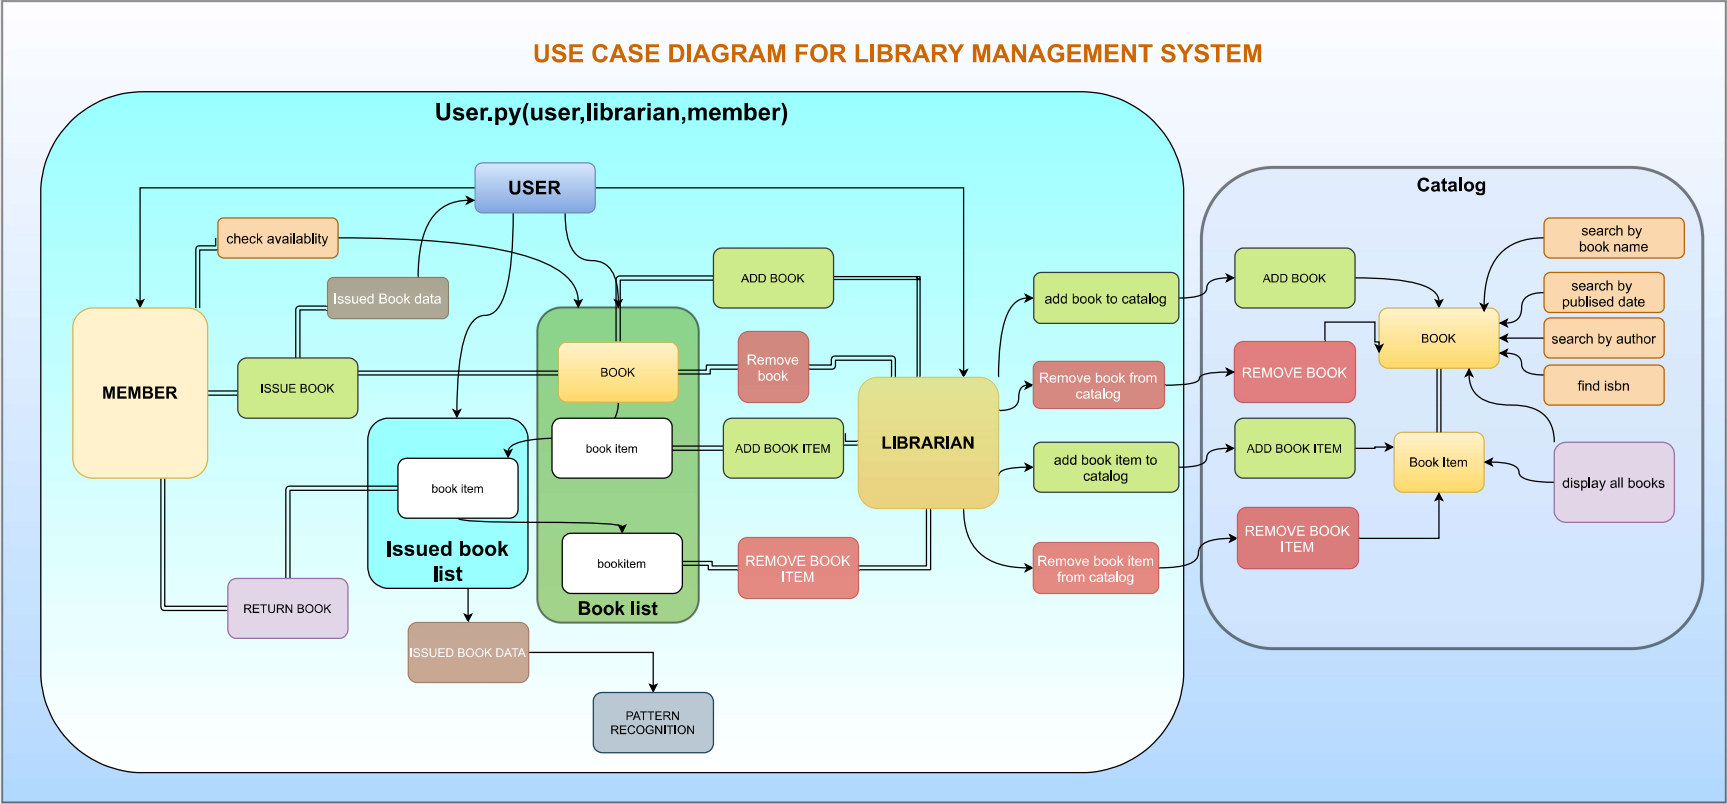 USE CASE DIAGRAM FOR LIBRARY MANAGEMENT SYSTEM
User.py(user,librarian,member)
USER
check availablity
Issued Book data
MEMBER
ISSUE BOOK
RETURN BOOK
book item
Issued book
list
ISSUED BOOK DATA
PATTERN
RECOGNITION
BOOK
book item
bookitem
Book list
ADD BOOK
Remove
book
ADD BOOK ITEM
REMOVE BOOK
ITEM
LIBRARIAN
add book to catalog
Remove book from
catalog
add book item to
catalog
Remove book item
from catalog
Catalog
ADD BOOK
REMOVE BOOK
ADD BOOK ITEM
REMOVE BOOK
ITEM
BOOK
Book Item
search by
book name
search by
publised date
search by author
find isbn
display all books